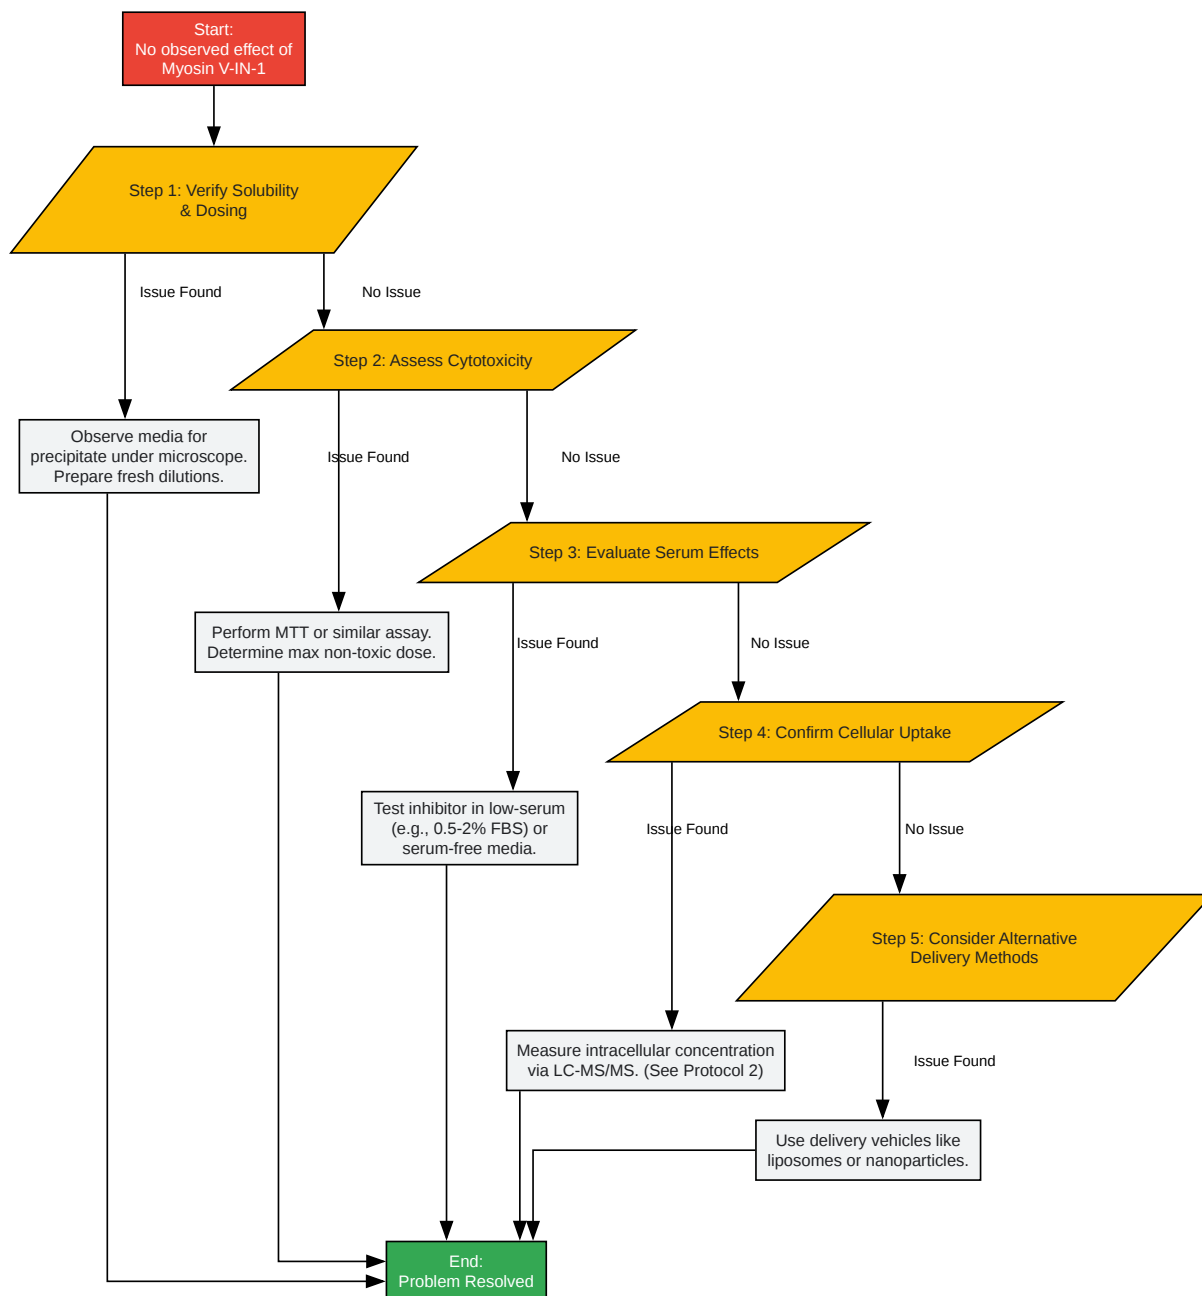 Start:
No observed effect of
Myosin V-IN-1
Step 1: Verify Solubility
& Dosing
Issue Found
No Issue
Step 2: Assess Cytotoxicity
Observe media for
precipitate under microscope.
Prepare fresh dilutions.
Issue Found
No Issue
Step 3: Evaluate Serum Effects
Perform MTT or similar assay.
Determine max non-toxic dose.
Issue Found
No Issue
Step 4: Confirm Cellular Uptake
Test inhibitor in low-serum
(e.g., 0.5-2% FBS) or
serum-free media.
Issue Found
No Issue
Step 5: Consider Alternative
Delivery Methods
Measure intracellular concentration
via LC-MS/MS. (See Protocol 2)
Issue Found
Use delivery vehicles like
liposomes or nanoparticles.
End:
Problem Resolved